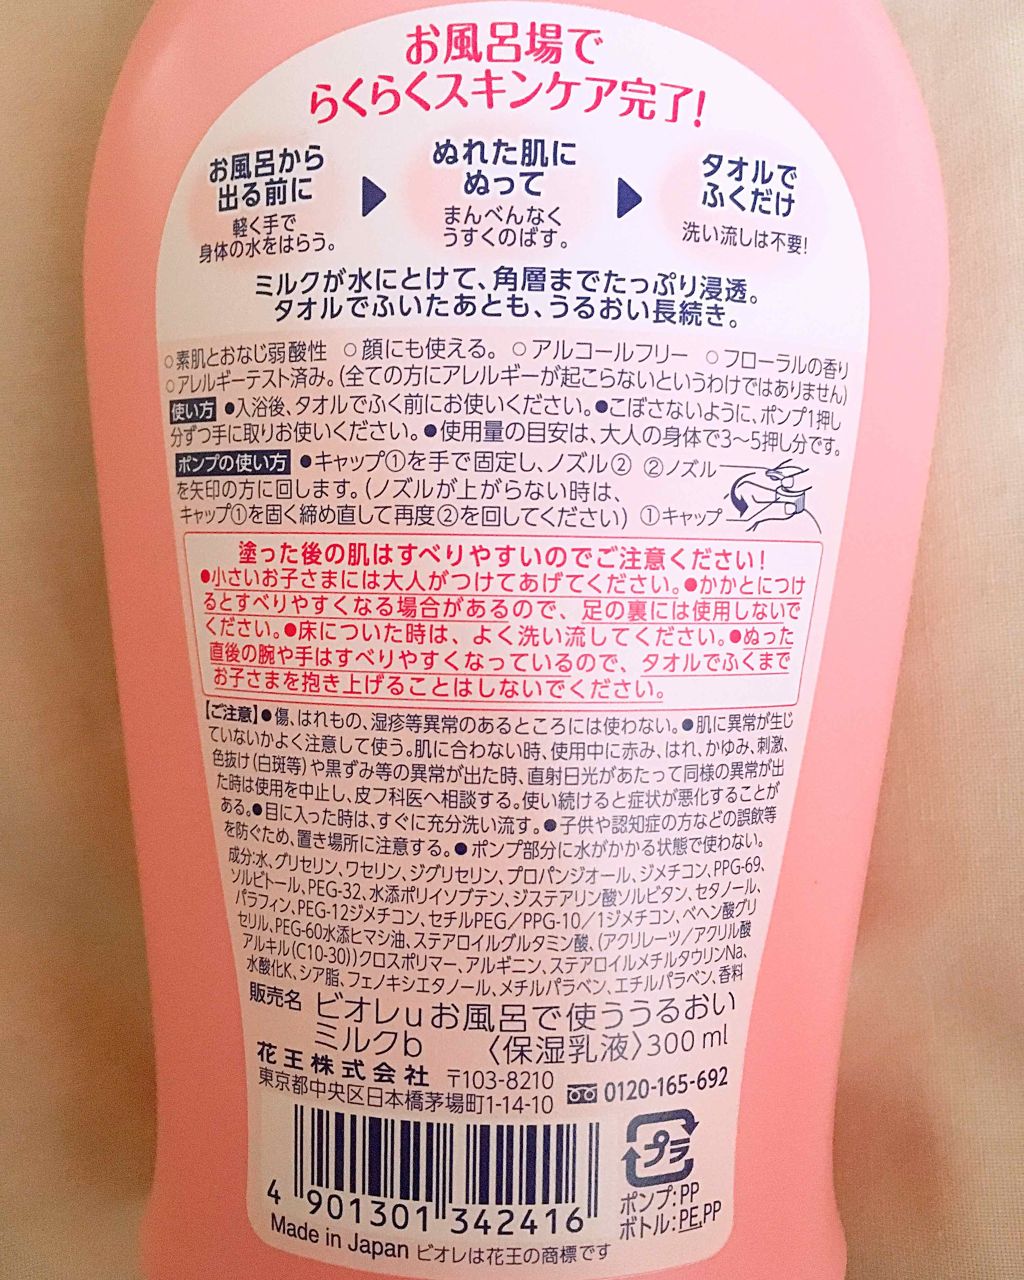 お風呂場で
らくらくスキンケア完了!
お風呂から
出る前に
軽く手で
身体の水をはらう。
ぬれた肌に
ぬって
まんべんなく
うすくのばす。
タオルで
ふくだけ
洗い流しは不要!
ミルクが水にとけて、角層までたっぷり浸透。
タオルでふいたあとも、うるおい長続き。
○素肌とおなじ弱酸性 ○顔にも使える。 ○アルコールフリー ○フローラルの香り
○アレルギーテスト済み。(全ての方にアレルギーが起こらないというわけではありません)
使い方 ●入浴後、タオルでふく前にお使いください。●こぼさないように、ポンプ1押し
分ずつ手に取りお使いください。●使用量の目安は、大人の身体で3〜5押し分です。
ポンプの使い方 ●キャップ①を手で固定し、ノズル② ②ノズル
を矢印の方に回します。(ノズルが上がらない時は、
キャップ①を固く締め直して再度②を回してください) ①キャップ
塗った後の肌はすべりやすいのでご注意ください!
●小さいお子さまには大人がつけてあげてください。●かかとにつけ
るとすべりやすくなる場合があるので、足の裏には使用しないで
ください。●床についた時は、よく洗い流してください。●ぬった
直後の腕や手はすべりやすくなっているので、タオルでふくまで
お子さまを抱き上げることはしないでください。
【ご注意】●傷、はれもの、湿疹等異常のあるところには使わない。●肌に異常が生じ
ていないかよく注意して使う。肌に合わない時、使用中に赤み、はれ、かゆみ、刺激、
色抜け(白斑等)や黒ずみ等の異常が出た時、直射日光があたって同様の異常が出
た時は使用を中止し、皮フ科医へ相談する。使い続けると症状が悪化することが
ある。●目に入った時は、すぐに充分洗い流す。●子供や認知症の方などの誤飲等
を防ぐため、置き場所に注意する。●ポンプ部分に水がかかる状態で使わない。
成分:水、グリセリン、ワセリン、ジグリセリン、プロパンジオール、ジメチコン、PPG-69、
ソルビトール、PEG-32、水添ポリイソブテン、ジステアリン酸ソルビタン、セタノール、
パラフィン、PEG-12ジメチコン、セチルPEG/PPG-10/1ジメチコン、ベヘン酸グリ
セリル、PEG-60水添ヒマシ油、ステアロイルグルタミン酸、(アクリレーツ/アクリル酸
アルキル(C10-30))クロスポリマー、アルギニン、ステアロイルメチルタウリンNa、
水酸化K、シア脂、フェノキシエタノール、メチルパラベン、エチルパラベン、香料
販売名 ビオレuお風呂で使ううるおい
ミルクb 〈保湿乳液〉300 ml
花王株式会社 〒103-8210
東京都中央区日本橋茅場町1-14-10 0120-165-692
プラ
ポンプ:PP
ボトル:PE,PP
4 901301 342416
Made in Japan ビオレは花王の商標です